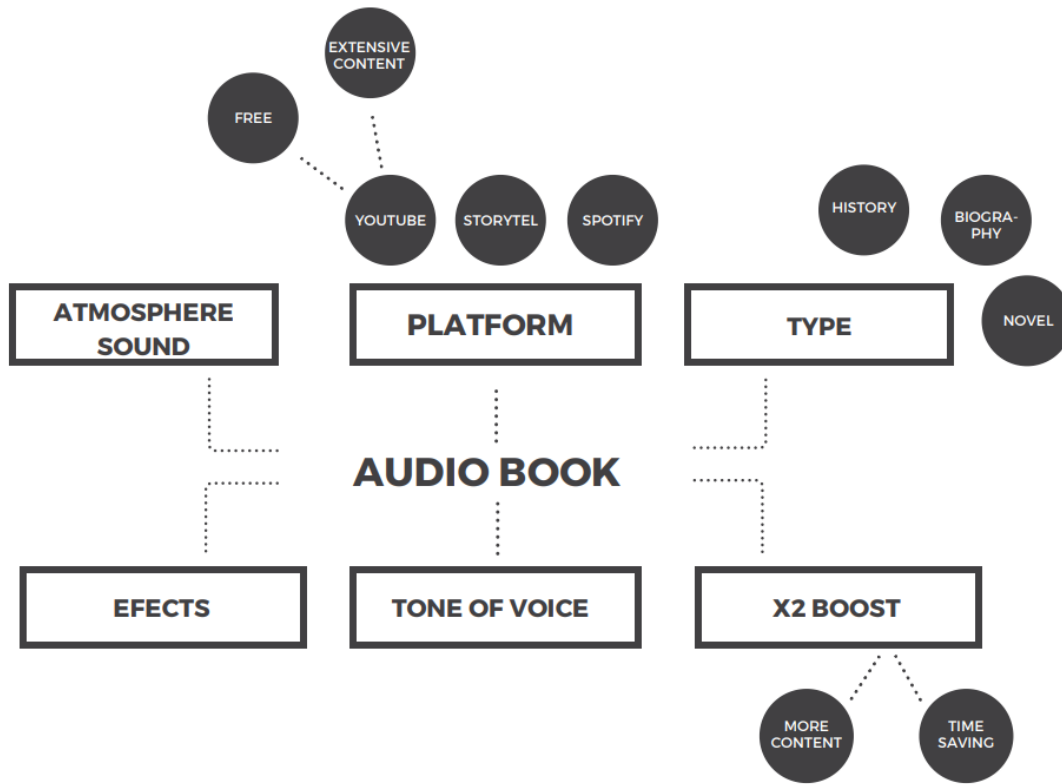 EXTENSIVE
CONTENT
FREE
YOUTUBE
STORYTEL
SPOTIFY
HISTORY
BIOGRA-
PHY
NOVEL
ATMOSPHERE
SOUND
PLATFORM
TYPE
AUDIO BOOK
EFECTS
TONE OF VOICE
X2 BOOST
MORE
CONTENT
TIME
SAVING